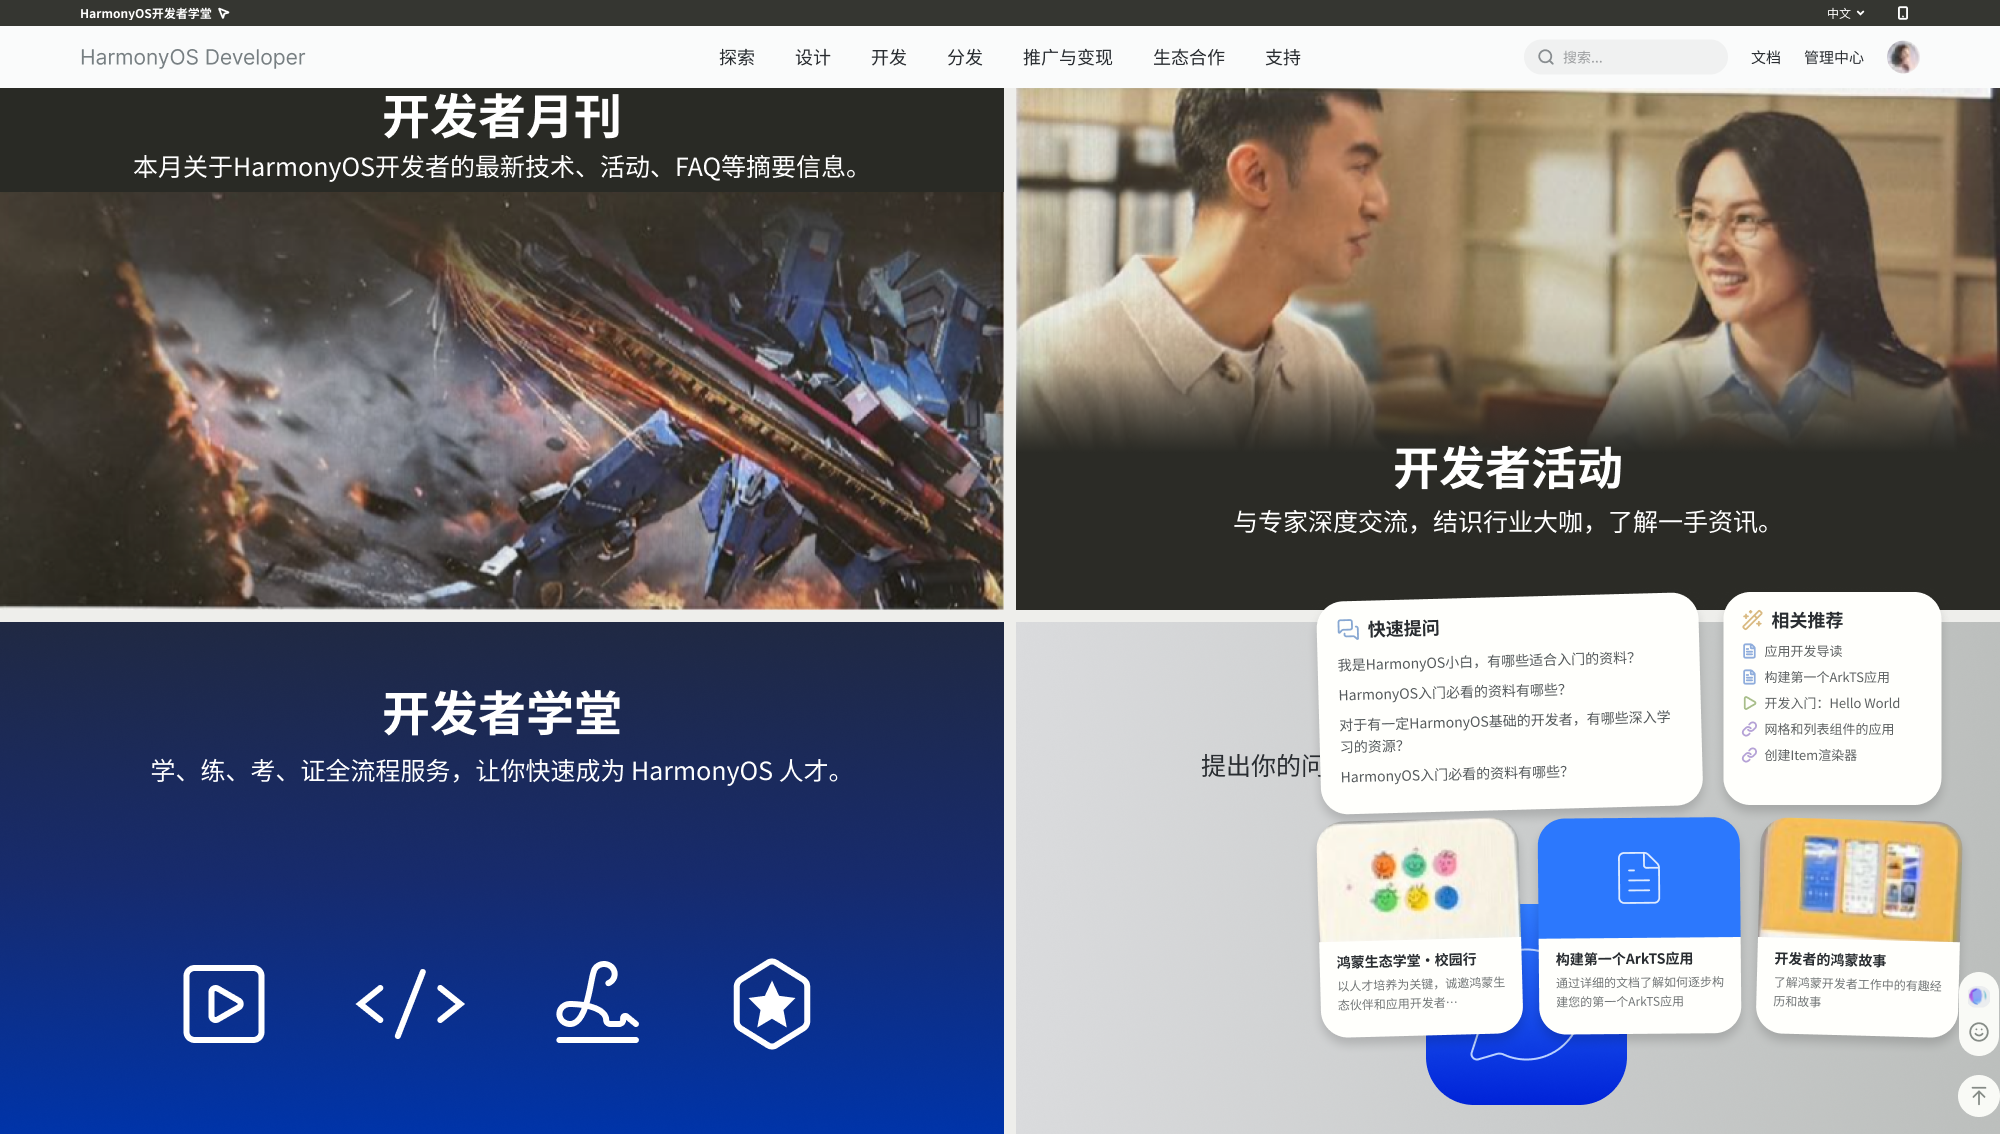 HarmonyOS开发者学堂
中文
HarmonyOS Developer
探索
设计
开发
分发
推广与变现
生态合作
支持
搜索...
文档
管理中心
开发者月刊
本月关于HarmonyOS开发者的最新技术、活动、FAQ等摘要信息。
开发者活动
与专家深度交流，结识行业大咖，了解一手资讯。
开发者学堂
学、练、考、证全流程服务，让你快速成为 HarmonyOS 人才。
提出你的问
快速提问
我是HarmonyOS小白，有哪些适合入门的资料？
HarmonyOS入门必看的资料有哪些？
对于有一定HarmonyOS基础的开发者，有哪些深入学
习的资源？
HarmonyOS入门必看的资料有哪些？
相关推荐
应用开发导读
构建第一个ArkTS应用
开发入门：Hello World
网格和列表组件的应用
创建Item渲染器
鸿蒙生态学堂·校园行
以人才培养为关键，诚邀鸿蒙生
态伙伴和应用开发者···
构建第一个ArkTS应用
通过详细的文档了解如何逐步构
建您的第一个ArkTS应用
开发者的鸿蒙故事
了解鸿蒙开发者工作中的有趣经
历和故事